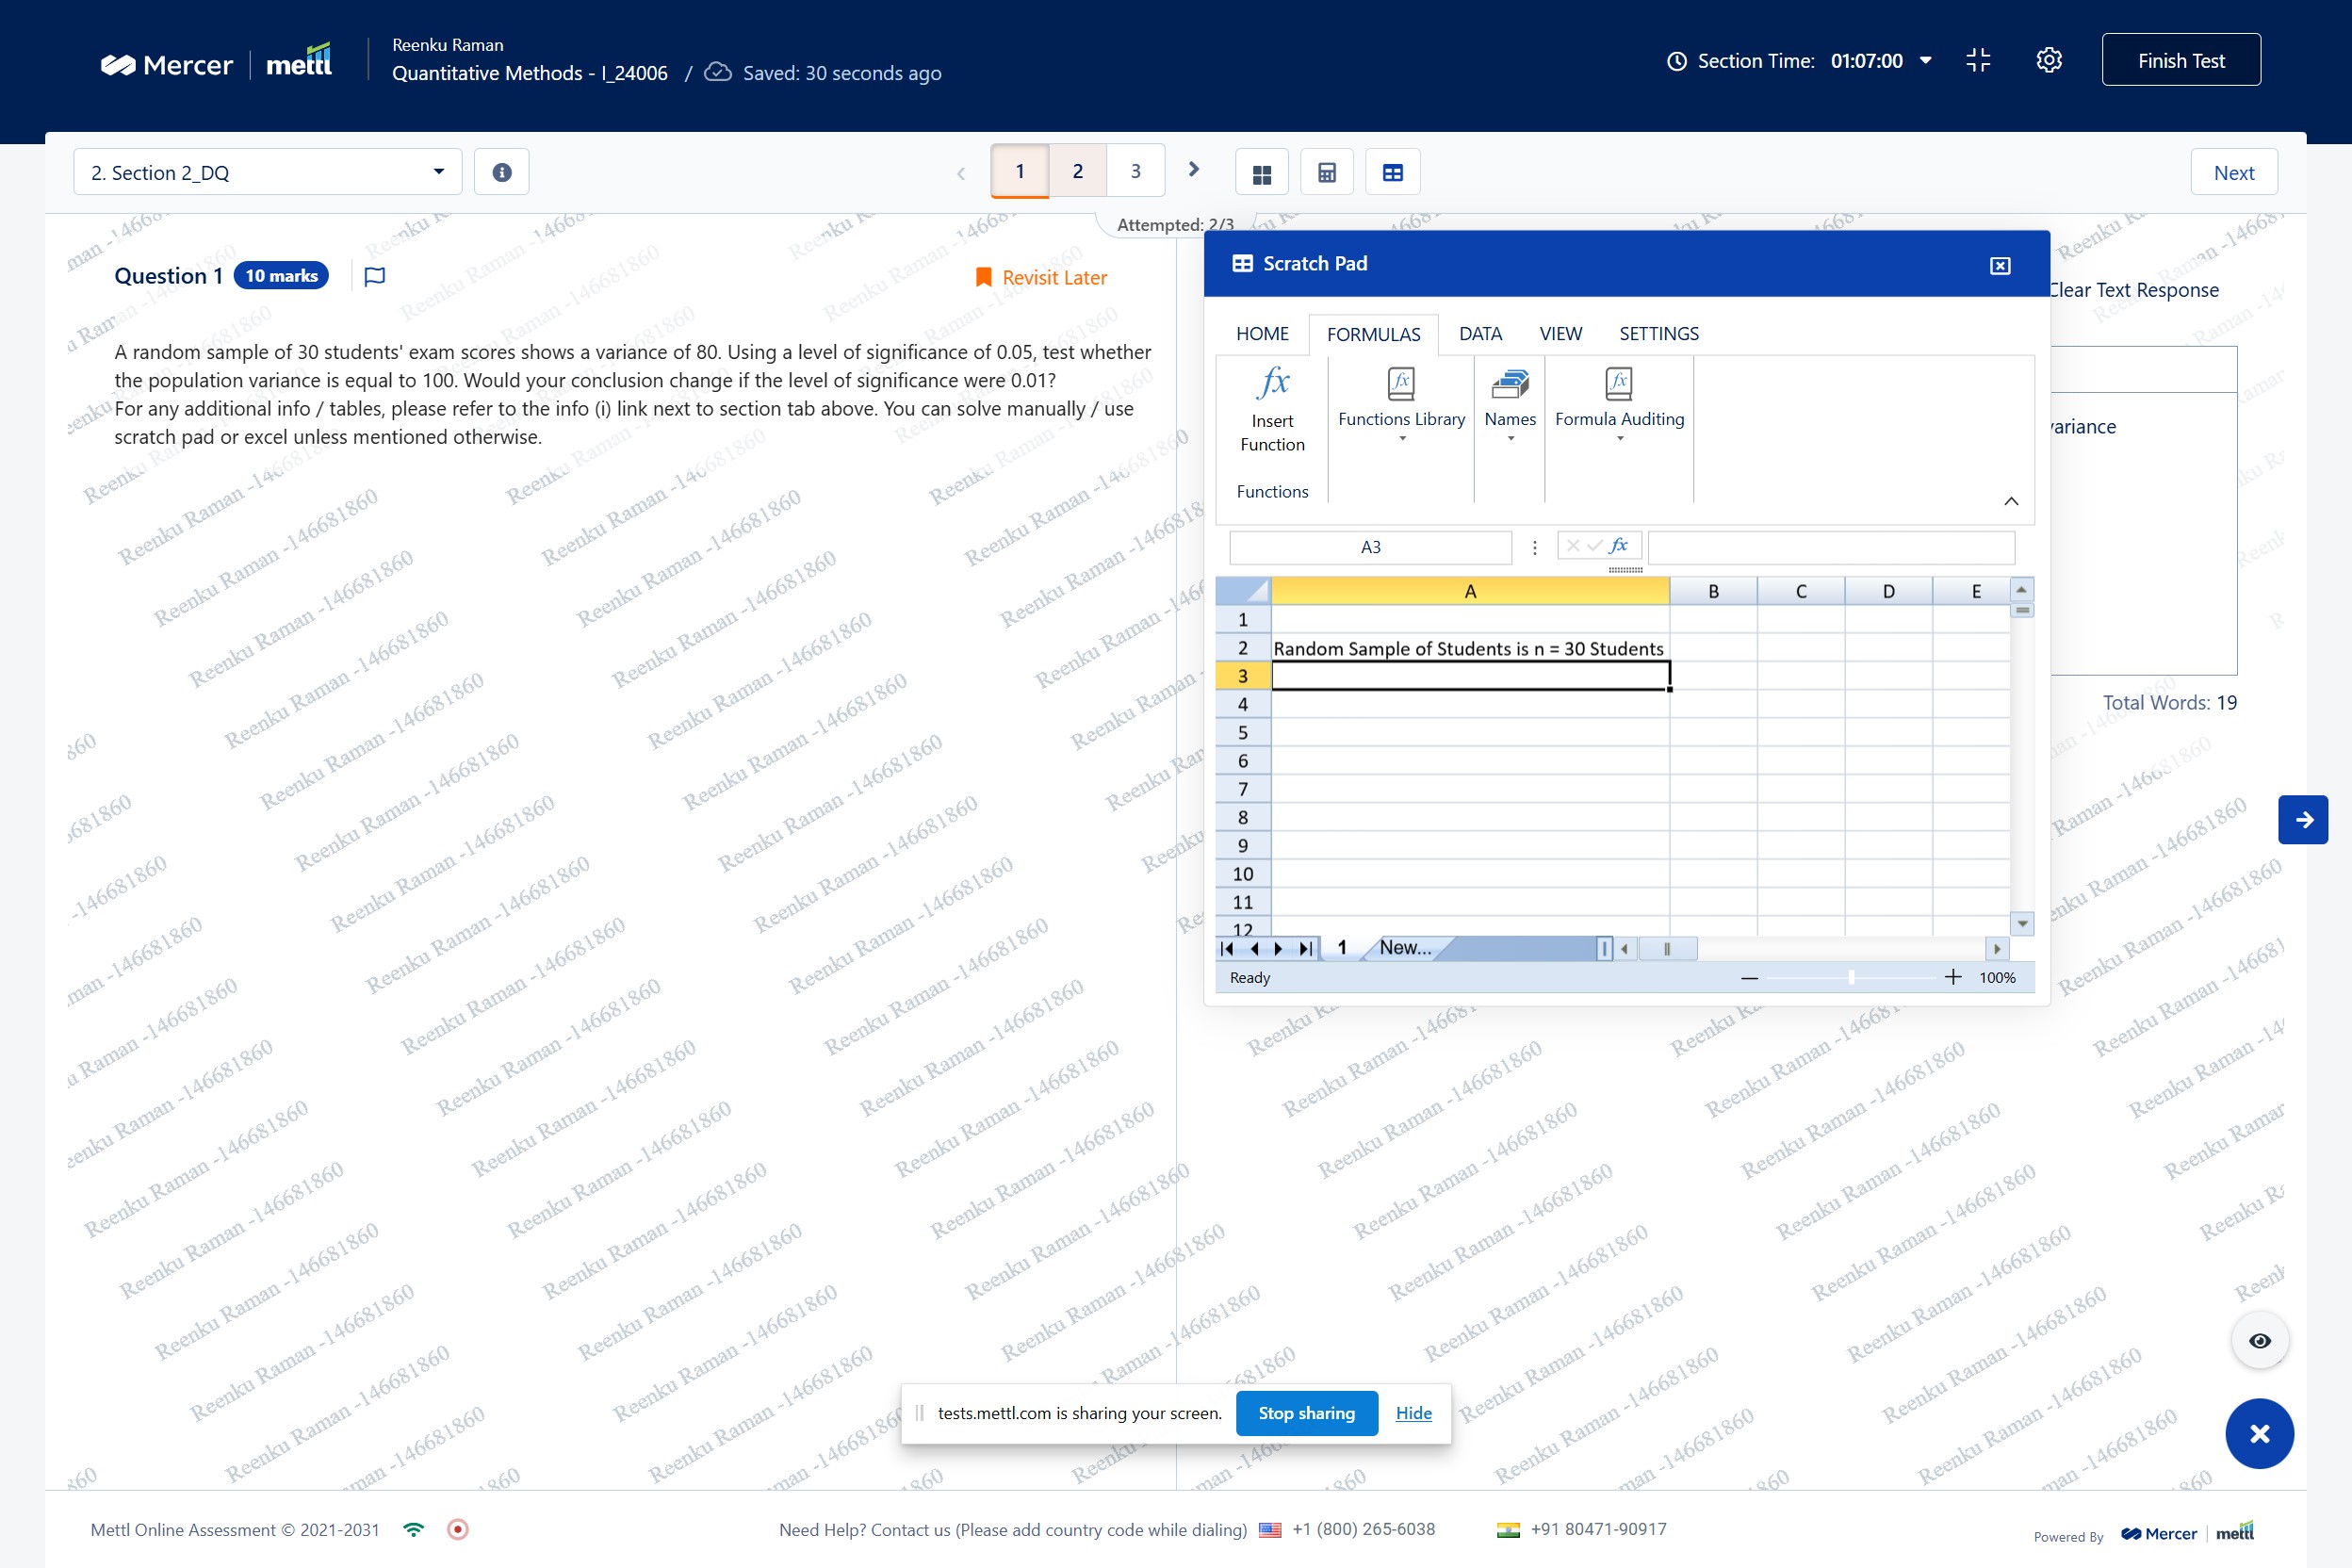 Mercer | mettl
Reenku Raman
Quantitative Methods - I_24006 / Saved: 30 seconds ago
Section Time: 01:07:00
Finish Test
2. Section 2_DQ
1 2 3
Next
Attempted: 2/3
Question 1 10 marks
Revisit Later
A random sample of 30 students' exam scores shows a variance of 80. Using a level of significance of 0.05, test whether
the population variance is equal to 100. Would your conclusion change if the level of significance were 0.01?
For any additional info / tables, please refer to the info (i) link next to section tab above. You can solve manually / use
scratch pad or excel unless mentioned otherwise.
Scratch Pad
Clear Text Response
HOME FORMULAS DATA VIEW SETTINGS
fx
Insert
Function
Functions
Functions Library
Names
Formula Auditing
variance
A3
fx
A B C D E
1
2 Random Sample of Students is n = 30 Students
3
4
5
6
7
8
9
10
11
12
1 New...
Ready
100%
Total Words: 19
Reenku Raman -146681860
tests.mettl.com is sharing your screen. Stop sharing Hide
Mettl Online Assessment © 2021-2031
Need Help? Contact us (Please add country code while dialing) +1 (800) 265-6038 +91 80471-90917
Powered By Mercer | mettl